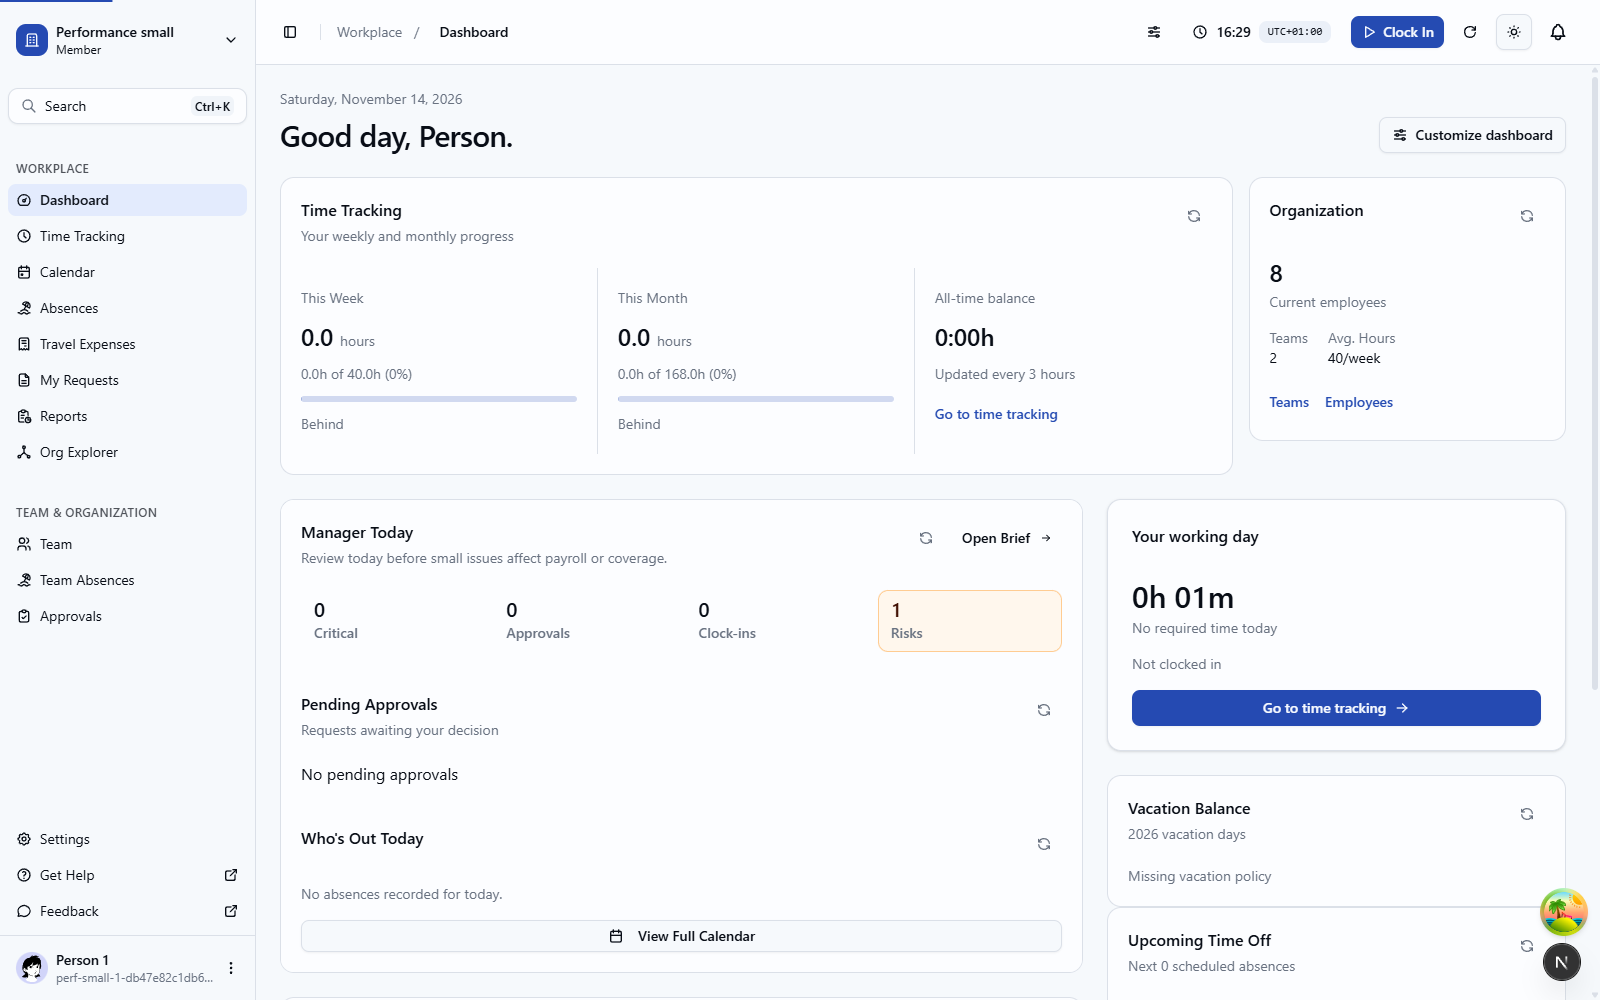 Performance small
Member
Search
Ctrl+K
WORKPLACE
Dashboard
Time Tracking
Calendar
Absences
Travel Expenses
My Requests
Reports
Org Explorer
TEAM & ORGANIZATION
Team
Team Absences
Approvals
Settings
Get Help
Feedback
Person 1
perf-small-1-db47e82c1db6...
Workplace / Dashboard
16:29 UTC+01:00
Clock In
Saturday, November 14, 2026
Good day, Person.
Customize dashboard
Time Tracking
Your weekly and monthly progress
This Week
0.0 hours
0.0h of 40.0h (0%)
Behind
This Month
0.0 hours
0.0h of 168.0h (0%)
Behind
All-time balance
0:00h
Updated every 3 hours
Go to time tracking
Organization
8
Current employees
Teams Avg. Hours
2 40/week
Teams Employees
Manager Today
Review today before small issues affect payroll or coverage.
Open Brief
0
Critical
0
Approvals
0
Clock-ins
1
Risks
Pending Approvals
Requests awaiting your decision
No pending approvals
Who's Out Today
No absences recorded for today.
View Full Calendar
Your working day
0h 01m
No required time today
Not clocked in
Go to time tracking
Vacation Balance
2026 vacation days
Missing vacation policy
Upcoming Time Off
Next 0 scheduled absences
N